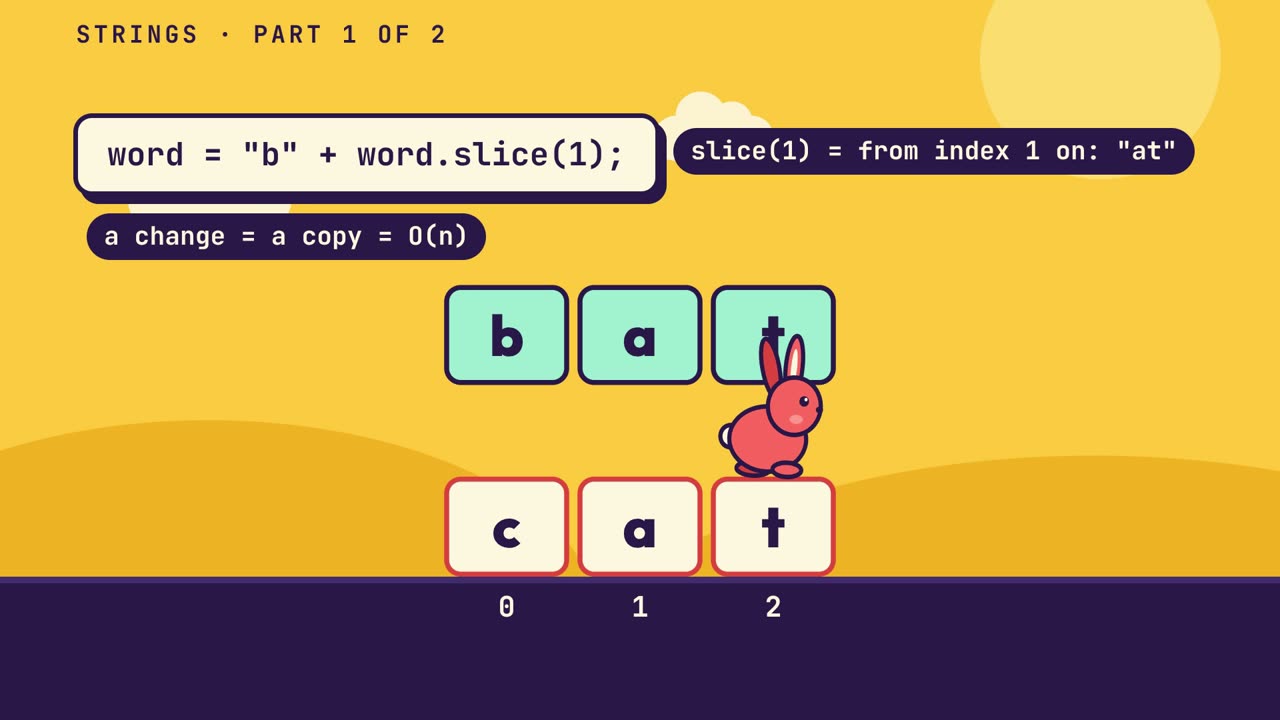 STRINGS · PART 1 OF 2
word = "b" + word.slice(1);
slice(1) = from index 1 on: "at"
a change = a copy = O(n)
b a t
c a t
0 1 2